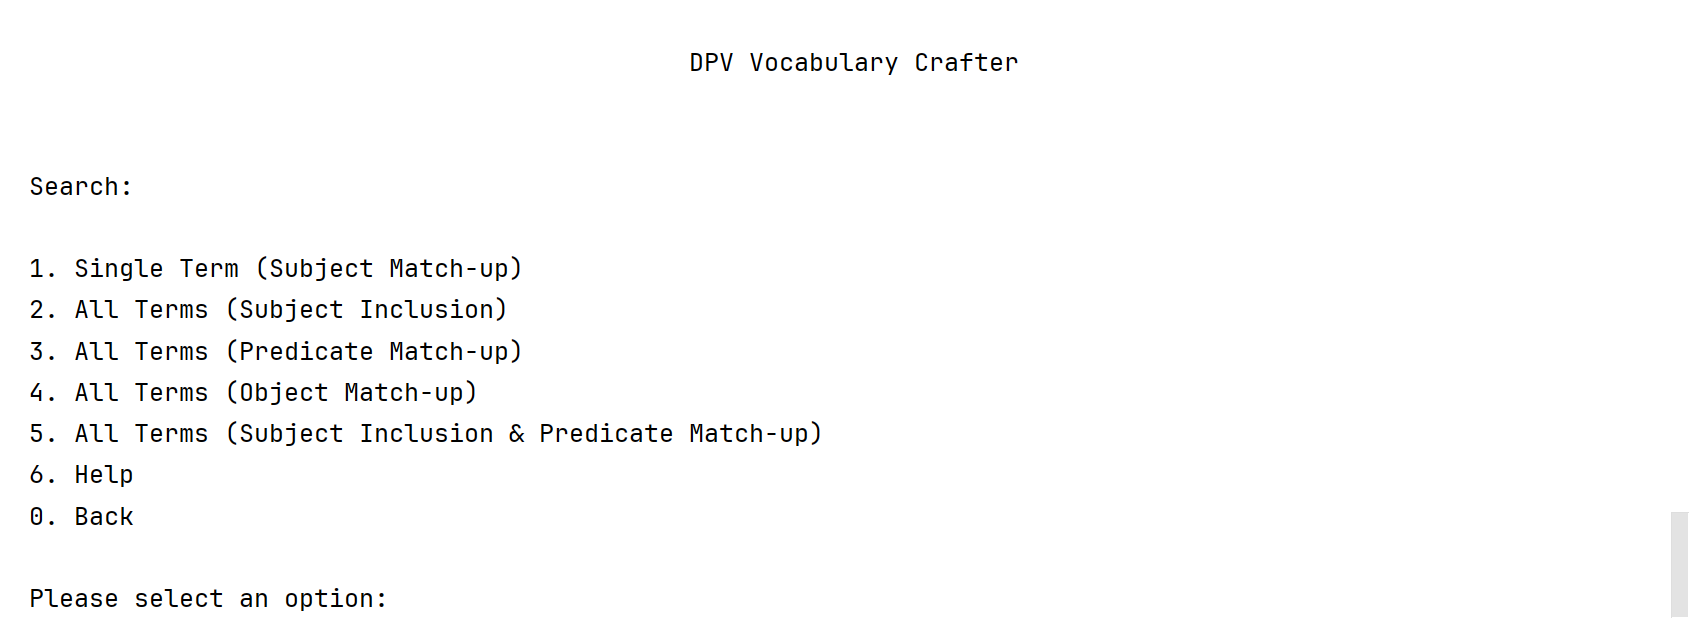 DPV Vocabulary Crafter
Search:
1. Single Term (Subject Match-up)
2. All Terms (Subject Inclusion)
3. All Terms (Predicate Match-up)
4. All Terms (Object Match-up)
5. All Terms (Subject Inclusion & Predicate Match-up)
6. Help
0. Back
Please select an option: